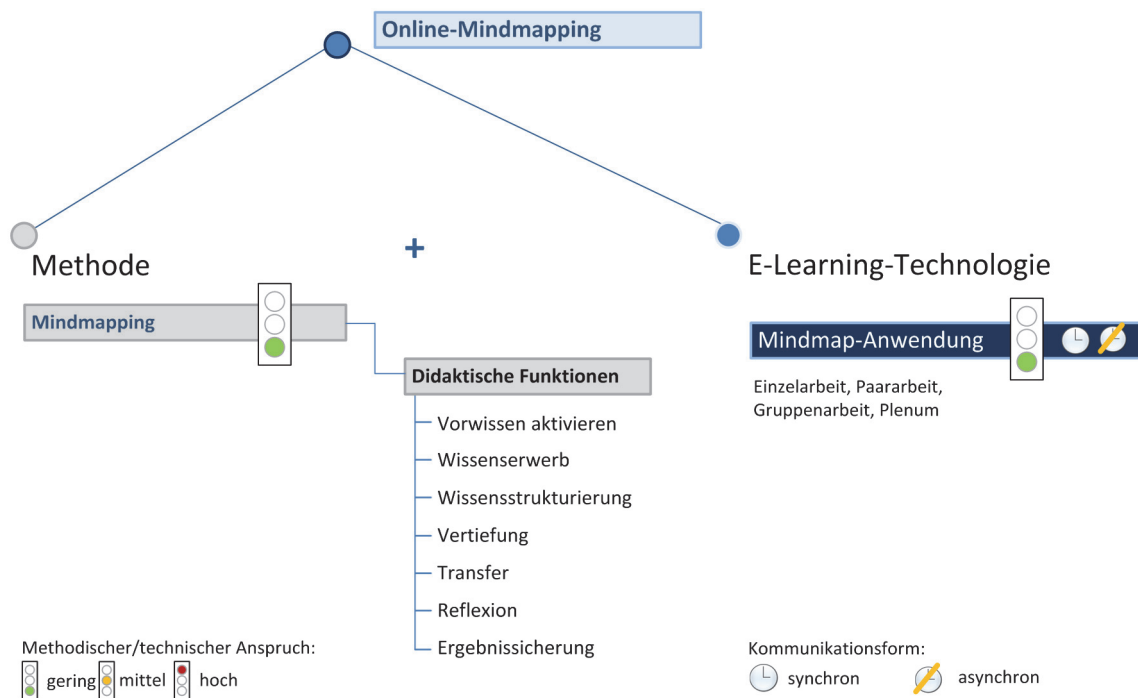 Online-Mindmapping
+
Methode
E-Learning-Technologie
Mindmapping
Mindmap-Anwendung
Einzelarbeit, Paararbeit,
Gruppenarbeit, Plenum
Didaktische Funktionen
Vorwissen aktivieren
Wissenserwerb
Wissensstrukturierung
Vertiefung
Transfer
Reflexion
Ergebnissicherung
Methodischer/technischer Anspruch:
gering mittel hoch
Kommunikationsform:
synchron asynchron